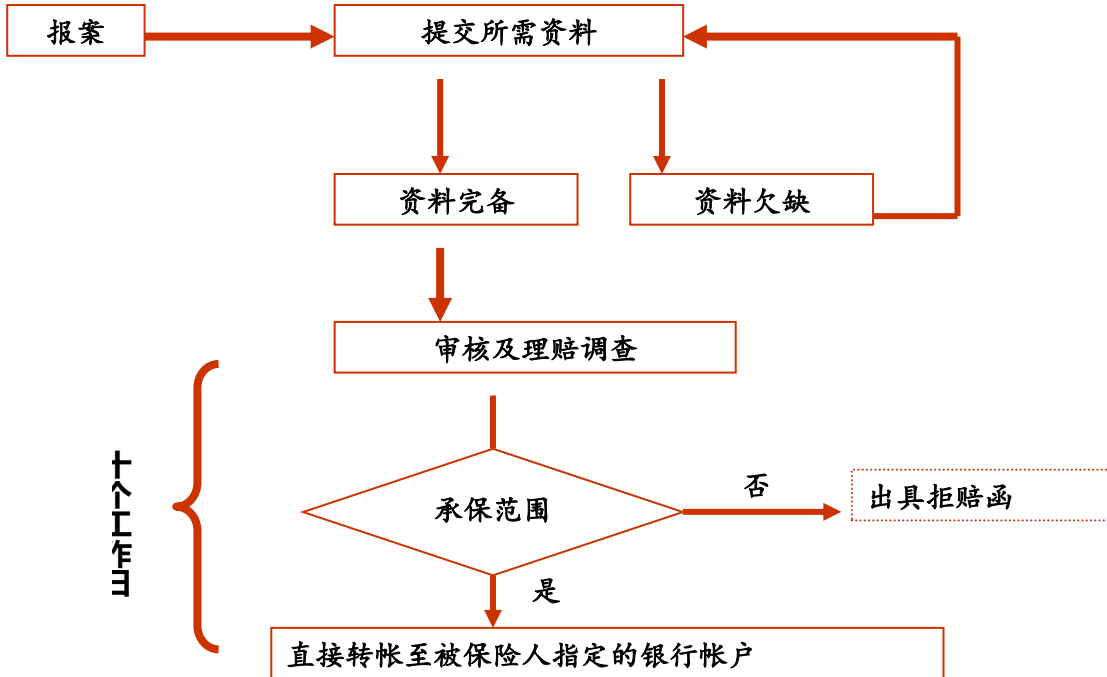 报案
提交所需资料
资料完备
资料欠缺
审核及理赔调查
十个工作日
承保范围
否
出具拒赔函
是
直接转帐至被保险人指定的银行帐户